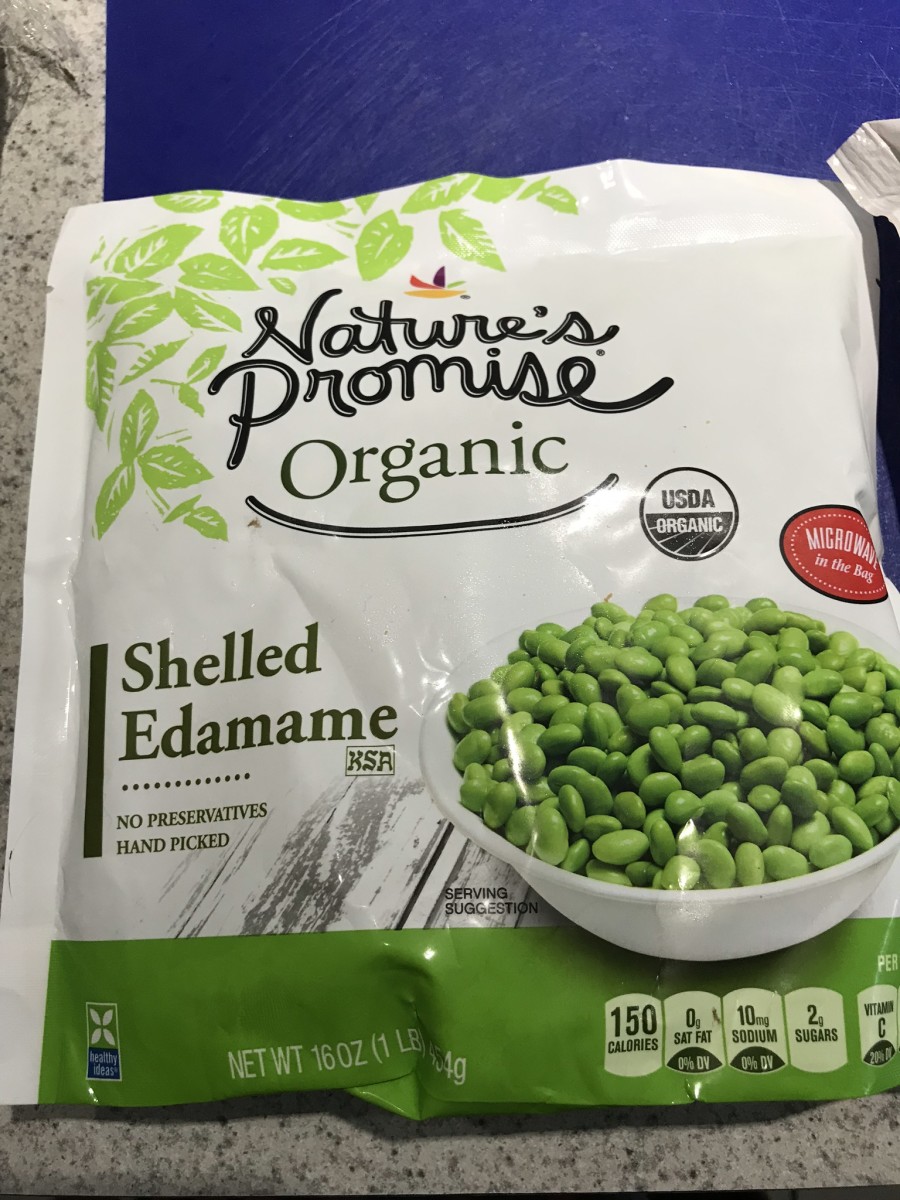 Nature's
Promise®
Organic
USDA
ORGANIC
MICROWAVE
in the Bag
Shelled
Edamame
KSA
NO PRESERVATIVES
HAND PICKED
SERVING
SUGGESTION
PER
150
CALORIES
0g
SAT FAT
0% DV
10mg
SODIUM
0% DV
2g
SUGARS
VITAMIN
C
20% DV
healthy
ideas®
NET WT 16OZ (1 LB) 454g